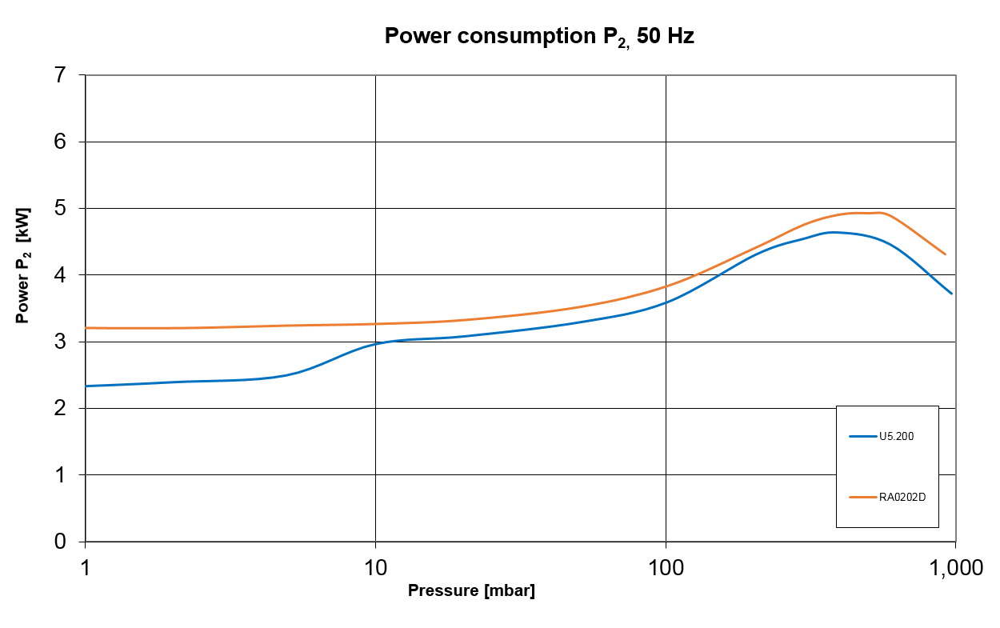 Power consumption P2, 50 Hz
7
6
5
4
3
2
1
0
Power P2 [kW]
U5.200
RA0202D
1
10
100
1,000
Pressure [mbar]